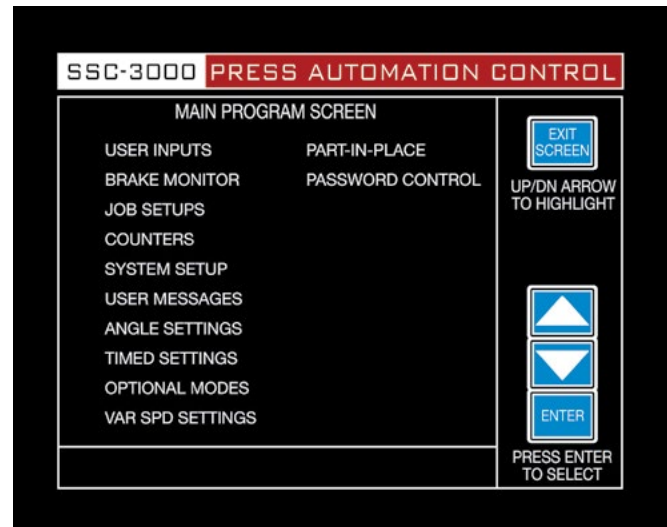 SSC-3000 PRESS AUTOMATION CONTROL
MAIN PROGRAM SCREEN
USER INPUTS
BRAKE MONITOR
JOB SETUPS
COUNTERS
SYSTEM SETUP
USER MESSAGES
ANGLE SETTINGS
TIMED SETTINGS
OPTIONAL MODES
VAR SPD SETTINGS
PART-IN-PLACE
PASSWORD CONTROL
EXIT
SCREEN
UP/DN ARROW
TO HIGHLIGHT
ENTER
PRESS ENTER
TO SELECT